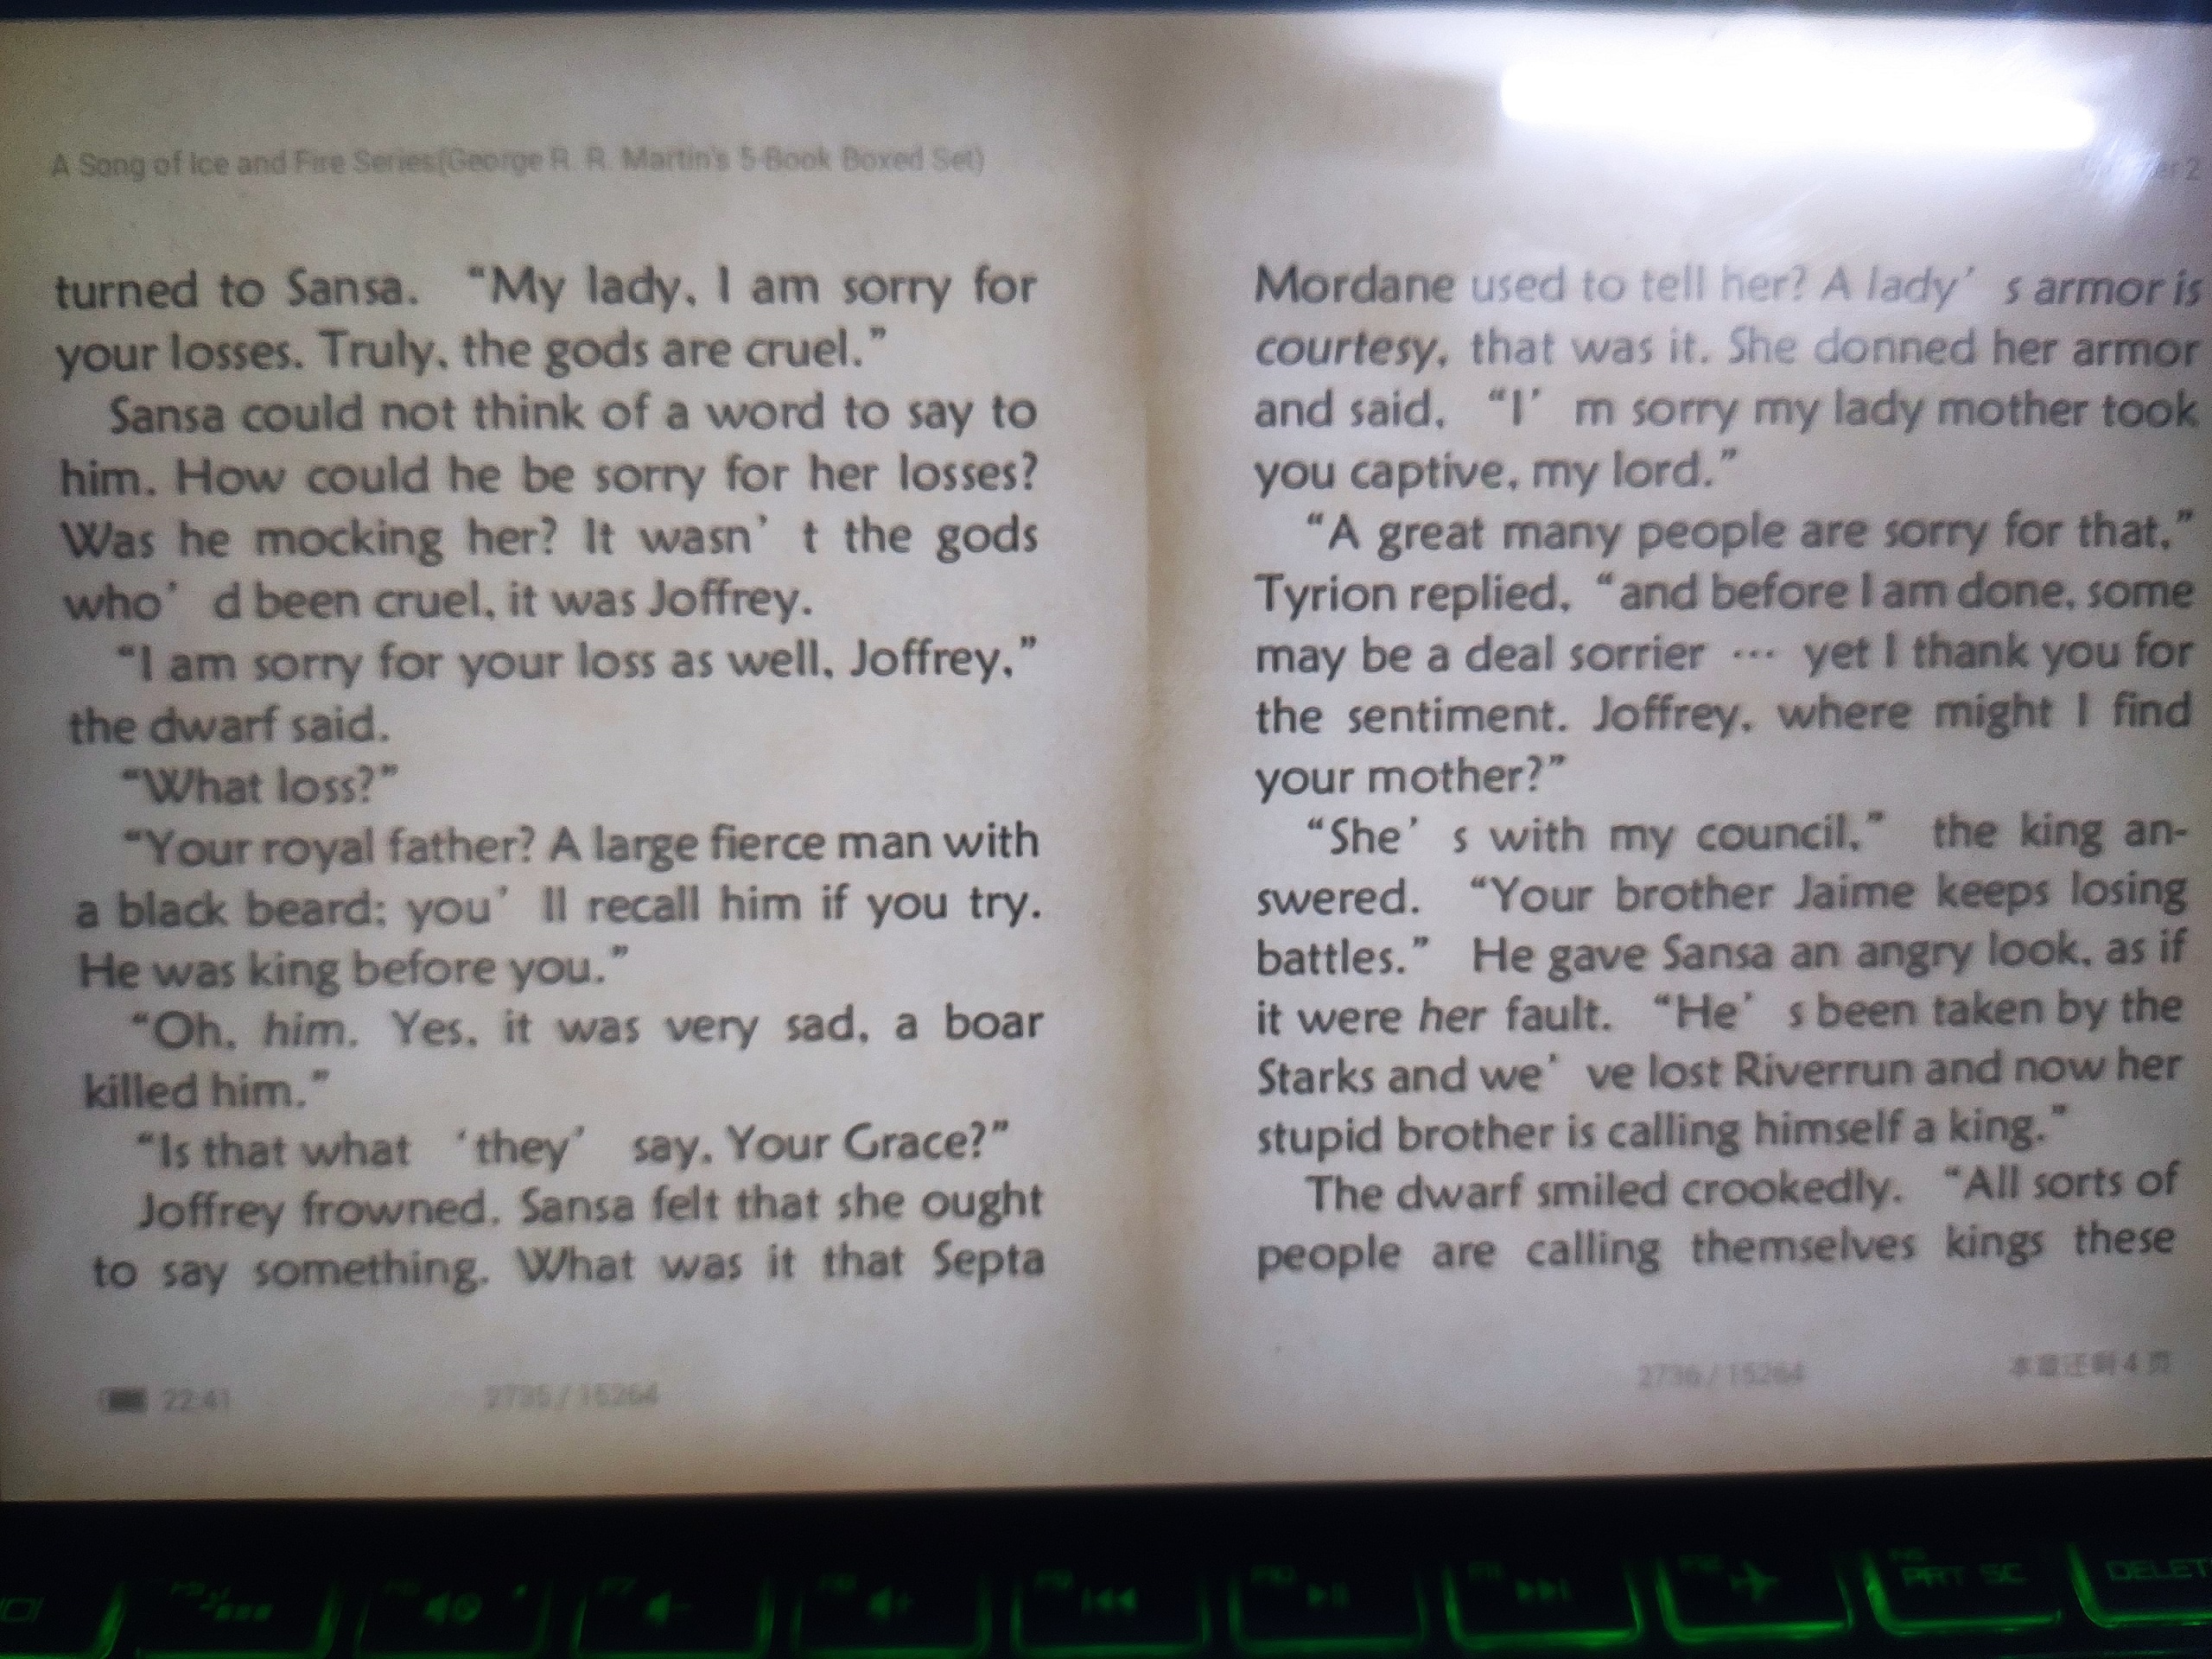 A Song of Ice and Fire Series(George R. R. Martin's 5-Book Boxed Set)
turned to Sansa. “My lady, I am sorry for
your losses. Truly, the gods are cruel.”
Sansa could not think of a word to say to
him. How could he be sorry for her losses?
Was he mocking her? It wasn’ t the gods
who’ d been cruel, it was Joffrey.
“I am sorry for your loss as well, Joffrey,”
the dwarf said.
“What loss?”
“Your royal father? A large fierce man with
a black beard; you’ ll recall him if you try.
He was king before you.”
“Oh, him. Yes, it was very sad, a boar
killed him.”
“Is that what ‘they’ say, Your Grace?”
Joffrey frowned. Sansa felt that she ought
to say something. What was it that Septa
22:41
2735 / 15264
2
Mordane used to tell her? A lady’ s armor is
courtesy, that was it. She donned her armor
and said, “I’ m sorry my lady mother took
you captive, my lord.”
“A great many people are sorry for that,”
Tyrion replied, “and before I am done, some
may be a deal sorrier ··· yet I thank you for
the sentiment. Joffrey, where might I find
your mother?”
“She’ s with my council,” the king an-
swered. “Your brother Jaime keeps losing
battles.” He gave Sansa an angry look, as if
it were her fault. “He’ s been taken by the
Starks and we’ ve lost Riverrun and now her
stupid brother is calling himself a king.”
The dwarf smiled crookedly. “All sorts of
people are calling themselves kings these
2736 / 15264
本章还剩 4 页
PRT SC
DELET